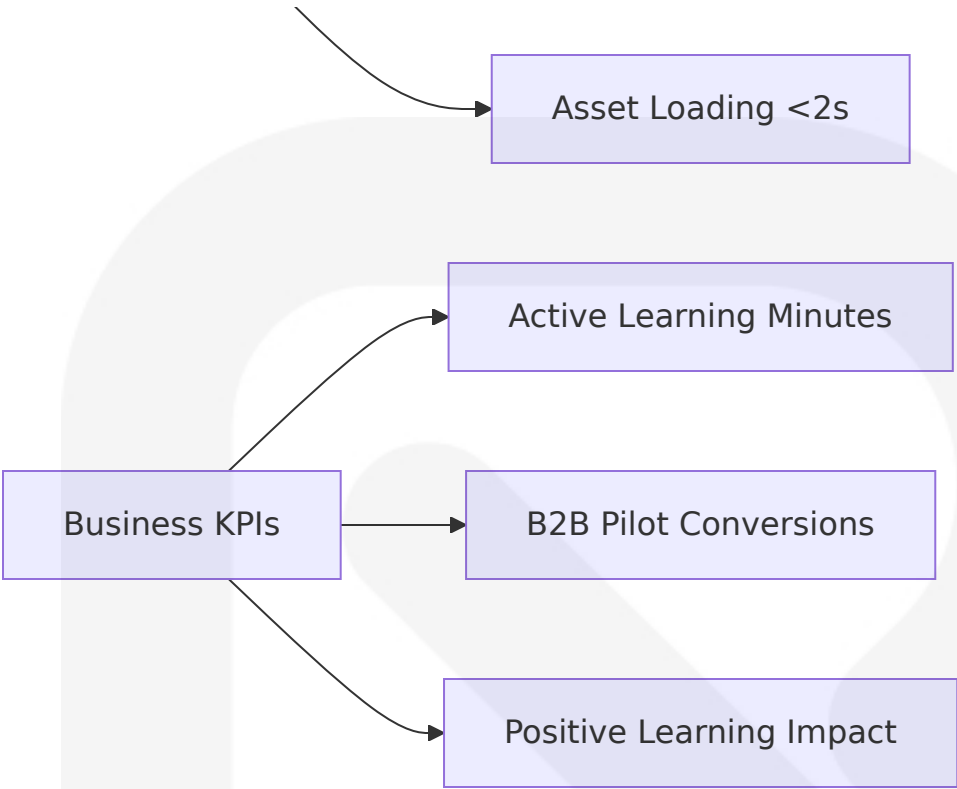 Asset Loading <2s
Active Learning Minutes
Business KPIs
B2B Pilot Conversions
Positive Learning Impact